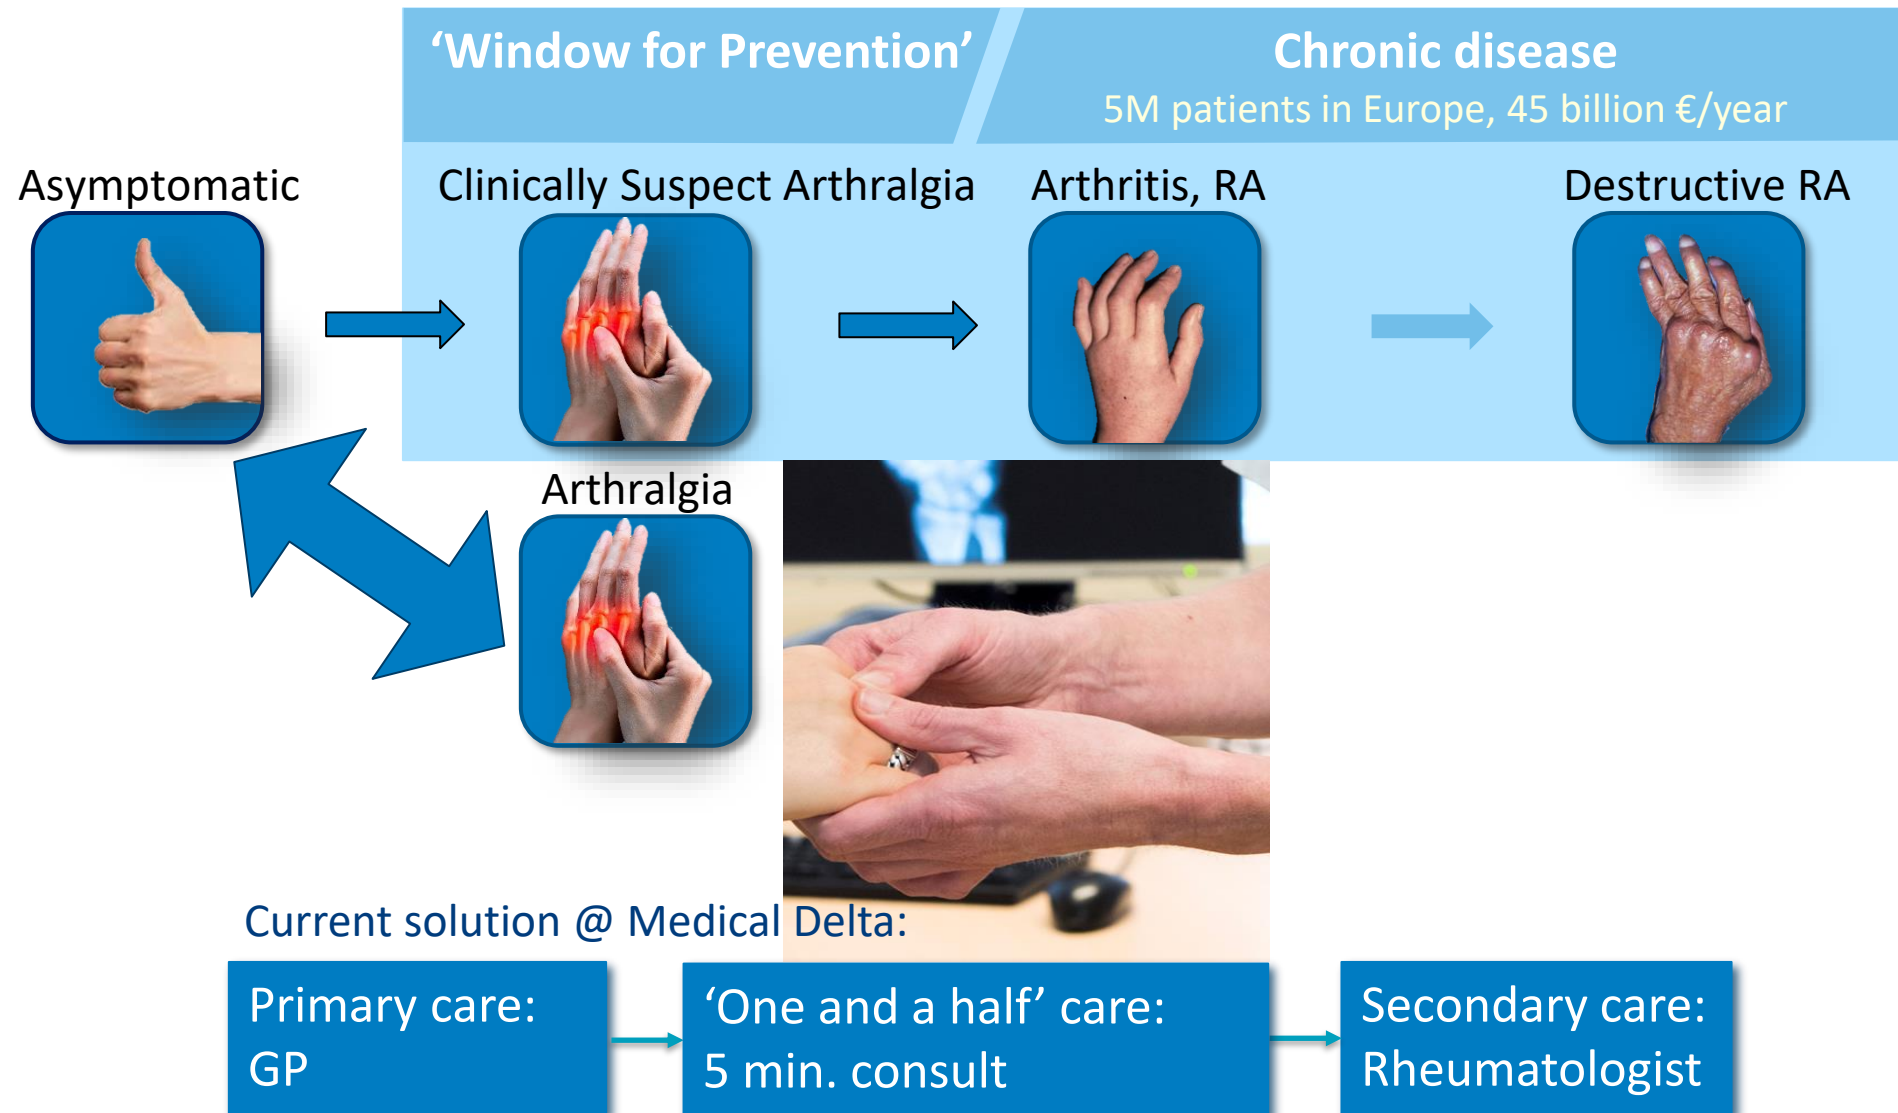 ‘Window for Prevention’
Chronic disease
5M patients in Europe, 45 billion €/year
Asymptomatic
Clinically Suspect Arthralgia
Arthritis, RA
Destructive RA
Arthralgia
Current solution @ Medical Delta:
Primary care:
GP
‘One and a half’ care:
5 min. consult
Secondary care:
Rheumatologist